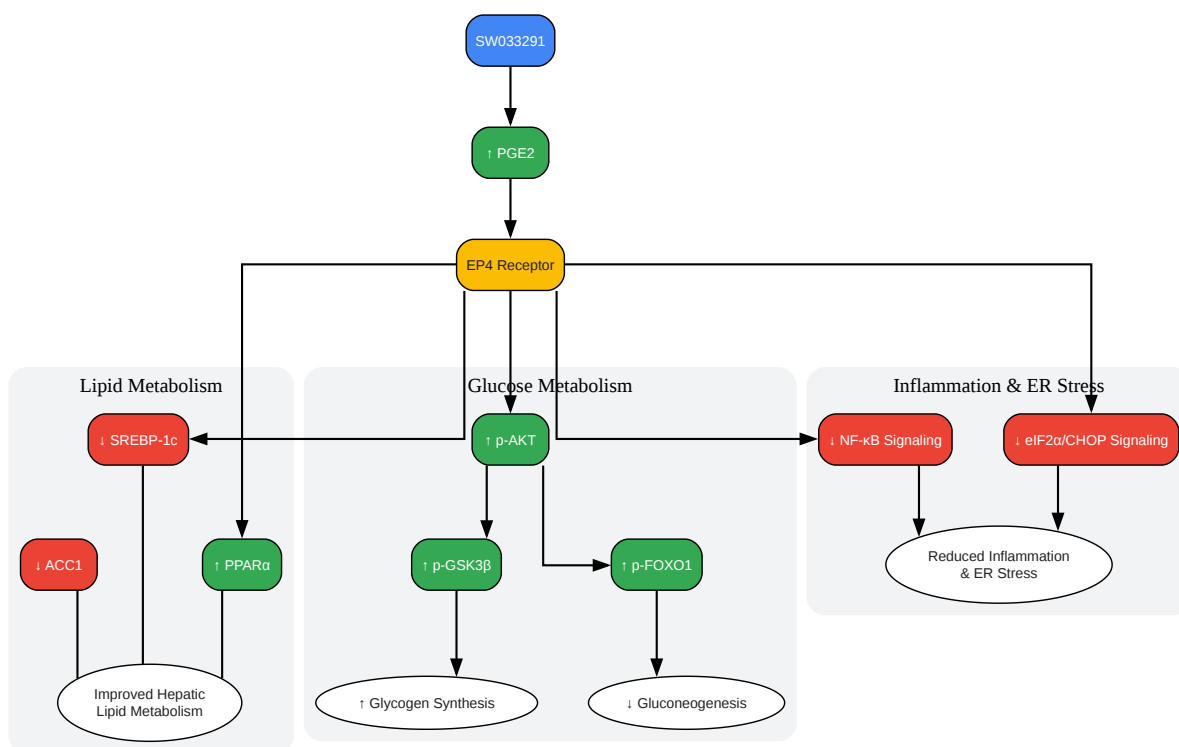 SW033291
↑ PGE2
EP4 Receptor
Lipid Metabolism
Glucose Metabolism
Inflammation & ER Stress
↓ SREBP-1c
↑ p-AKT
↓ NF-κB Signaling
↓ eIF2α/CHOP Signaling
↓ ACC1
↑ PPARα
↑ p-GSK3β
↑ p-FOXO1
Reduced Inflammation
& ER Stress
Improved Hepatic
Lipid Metabolism
↑ Glycogen Synthesis
↓ Gluconeogenesis